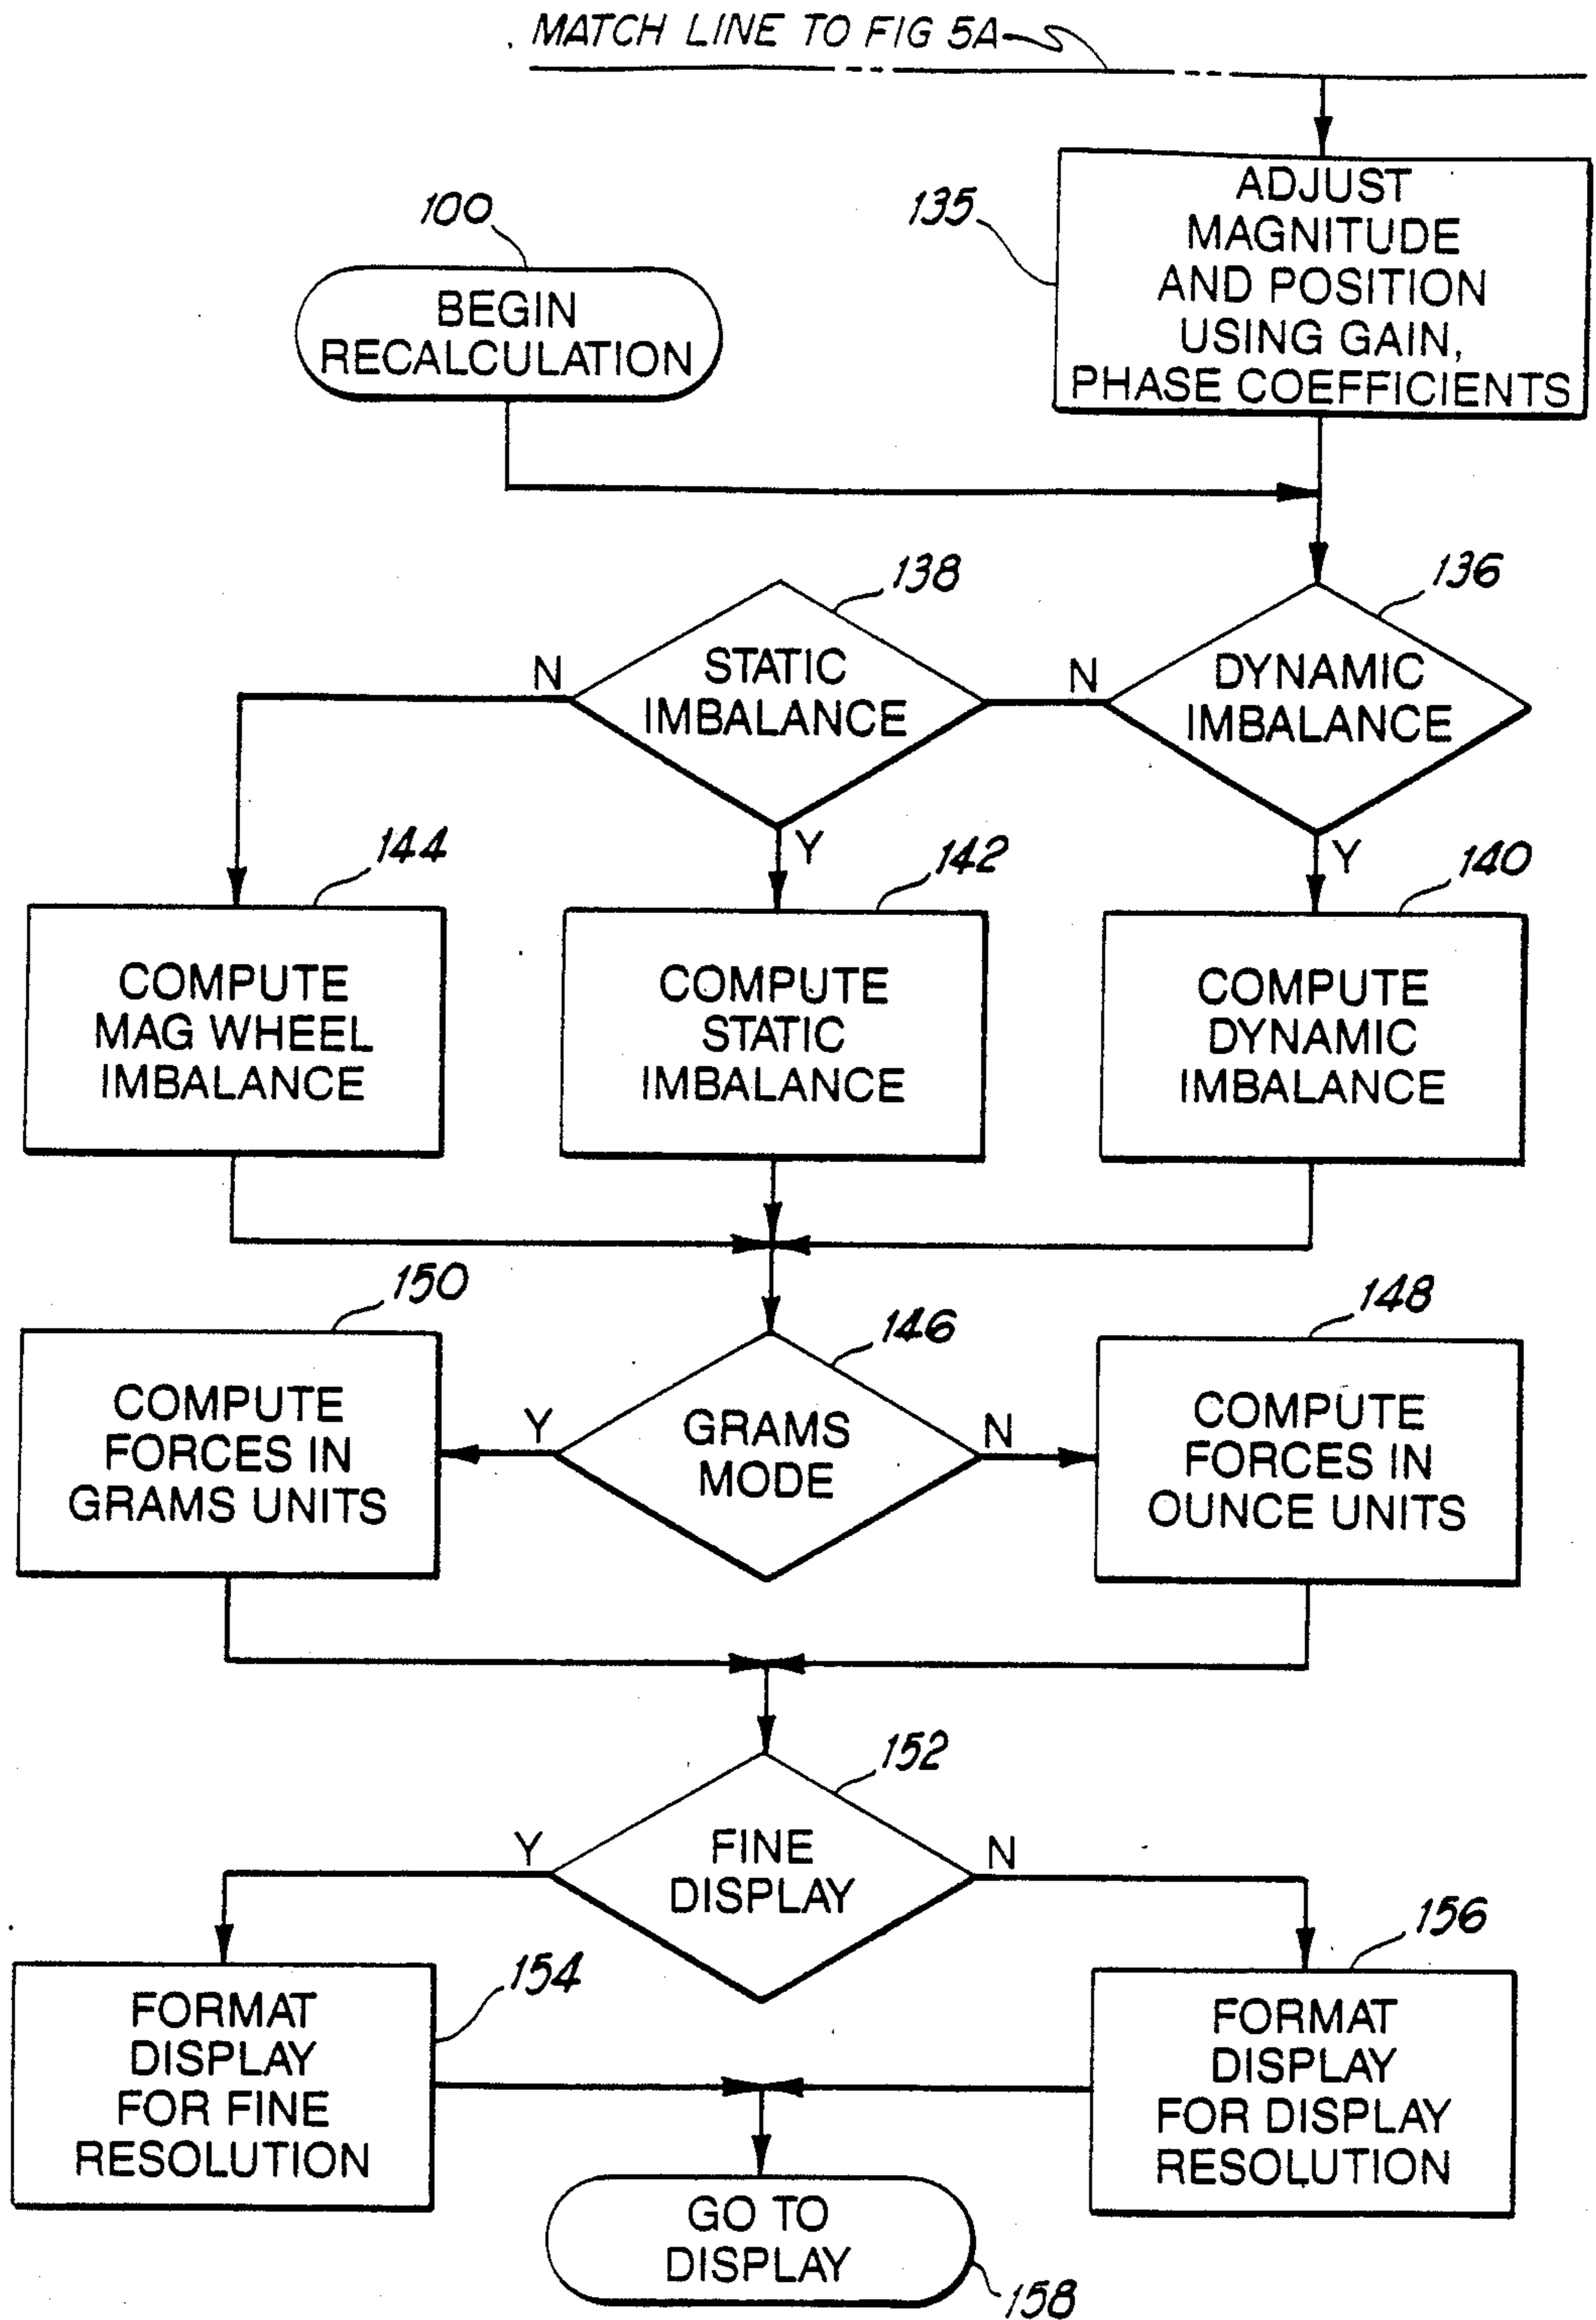 MATCH LINE TO FIG 5A
100
BEGIN
RECALCULATION
135
ADJUST
MAGNITUDE
AND POSITION
USING GAIN,
PHASE COEFFICIENTS
138
STATIC
IMBALANCE
N
Y
136
DYNAMIC
IMBALANCE
N
Y
144
COMPUTE
MAG WHEEL
IMBALANCE
142
COMPUTE
STATIC
IMBALANCE
140
COMPUTE
DYNAMIC
IMBALANCE
150
COMPUTE
FORCES IN
GRAMS UNITS
146
Y
GRAMS
MODE
N
148
COMPUTE
FORCES IN
OUNCE UNITS
152
Y
FINE
DISPLAY
N
154
FORMAT
DISPLAY
FOR FINE
RESOLUTION
156
FORMAT
DISPLAY
FOR DISPLAY
RESOLUTION
GO TO
DISPLAY
158